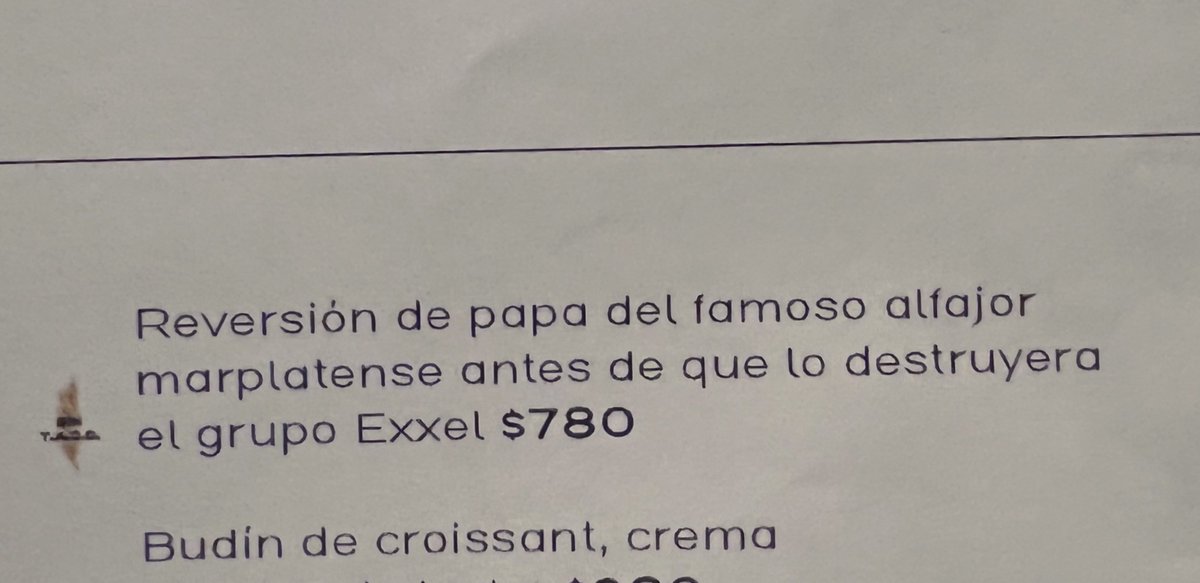 Reversión de papa del famoso alfajor
marplatense antes de que lo destruyera
el grupo Exxel $780
Budín de croissant, crema